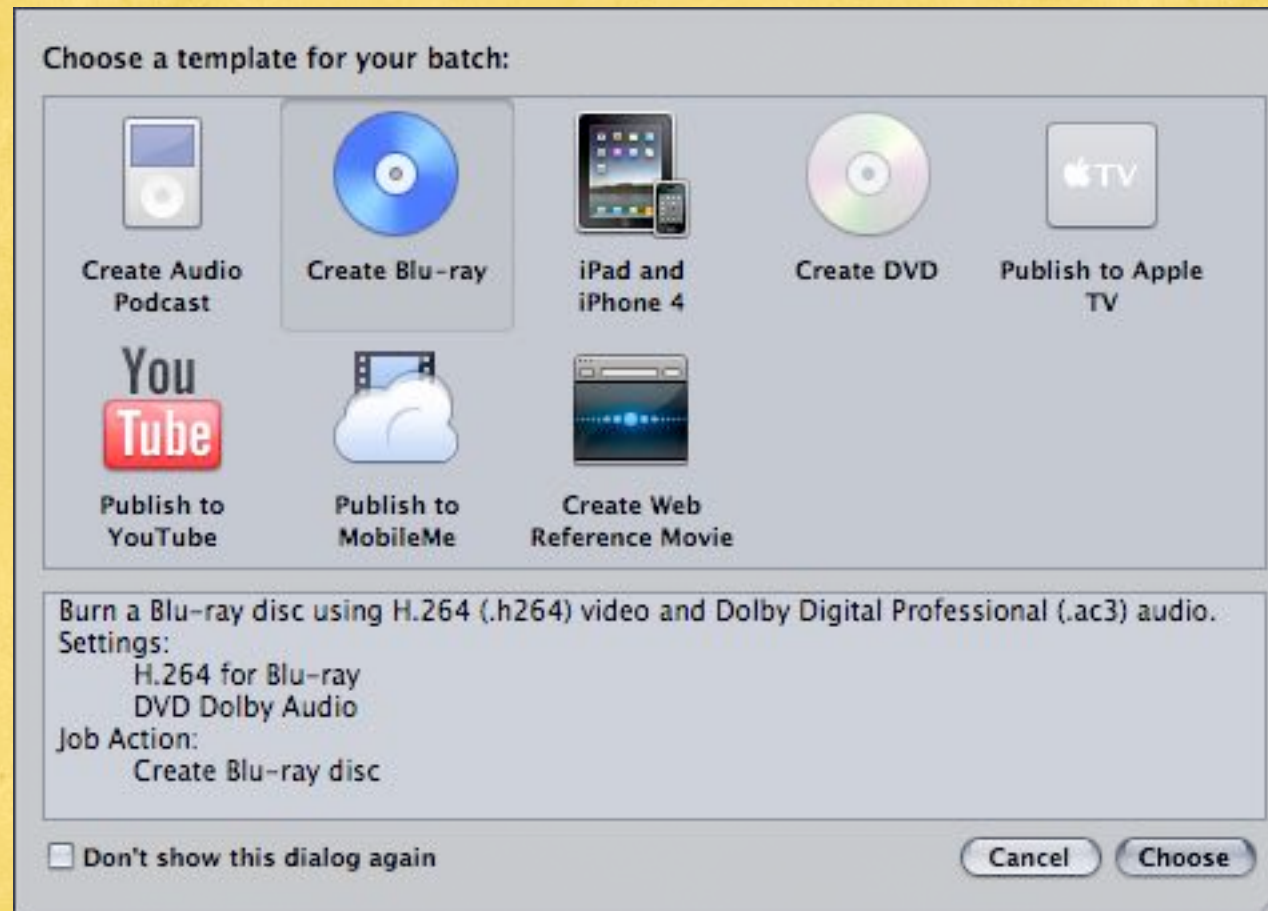 Choose a template for your batch:
tv
Create Audio
Podcast
Create Blu-ray
iPad and
iPhone 4
Create DVD
Publish to Apple
TV
You
Tube
Publish to
YouTube
Publish to
MobileMe
Create Web
Reference Movie
Burn a Blu-ray disc using H.264 (.h264) video and Dolby Digital Professional (.ac3) audio.
Settings:
H.264 for Blu-ray
DVD Dolby Audio
Job Action:
Create Blu-ray disc
Don't show this dialog again
Cancel
Choose